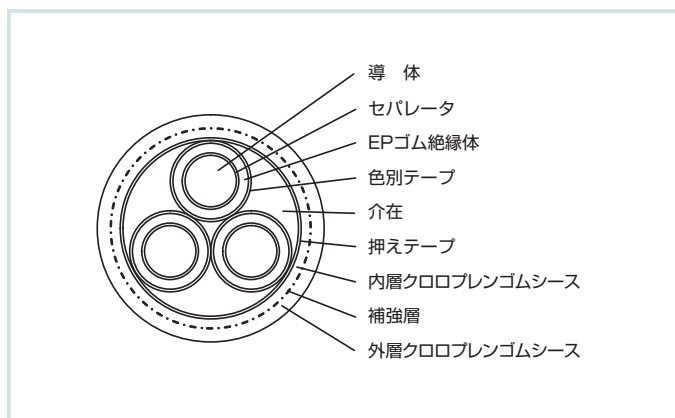 導　体
セパレータ
EPゴム絶縁体
色別テープ
介在
押えテープ
内層クロロプレンゴムシース
補強層
外層クロロプレンゴムシース